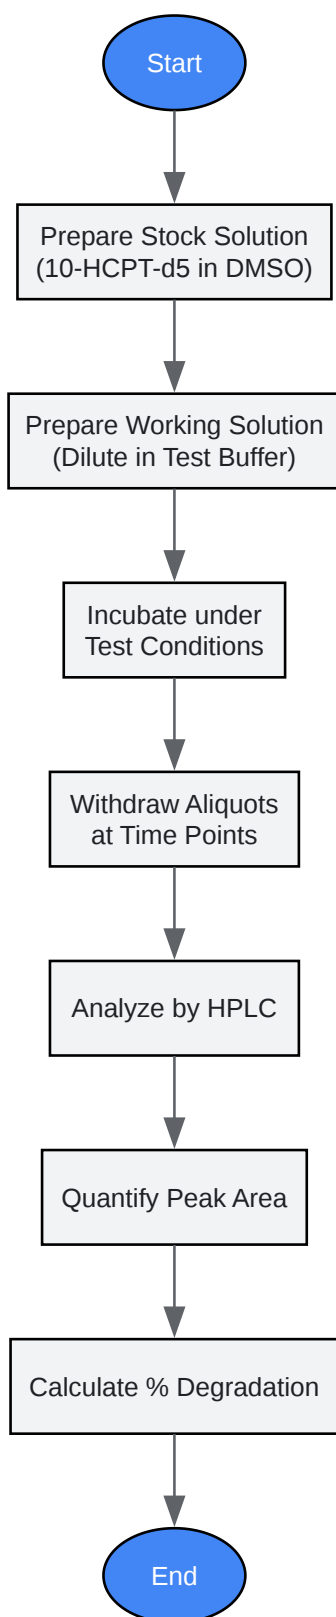 Start
Prepare Stock Solution
(10-HCPT-d5 in DMSO)
Prepare Working Solution
(Dilute in Test Buffer)
Incubate under
Test Conditions
Withdraw Aliquots
at Time Points
Analyze by HPLC
Quantify Peak Area
Calculate % Degradation
End